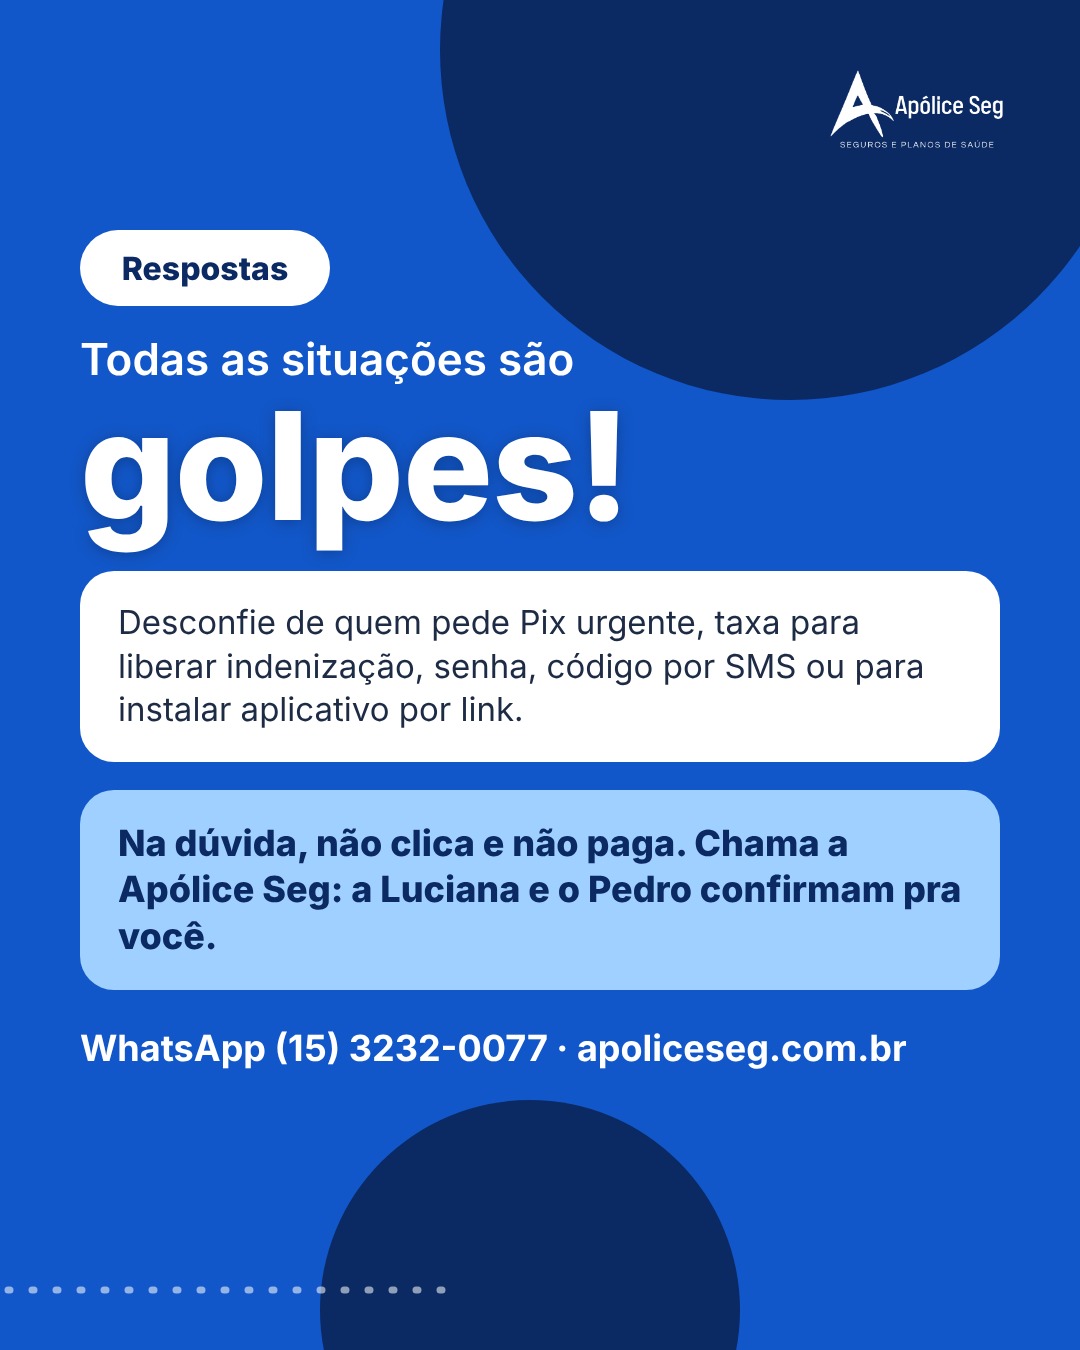 Apólice Seg
SEGUROS E PLANOS DE SAÚDE
Respostas
Todas as situações são
golpes!
Desconfie de quem pede Pix urgente, taxa para
liberar indenização, senha, código por SMS ou para
instalar aplicativo por link.
Na dúvida, não clica e não paga. Chama a
Apólice Seg: a Luciana e o Pedro confirmam pra
você.
WhatsApp (15) 3232-0077 · apoliceseg.com.br